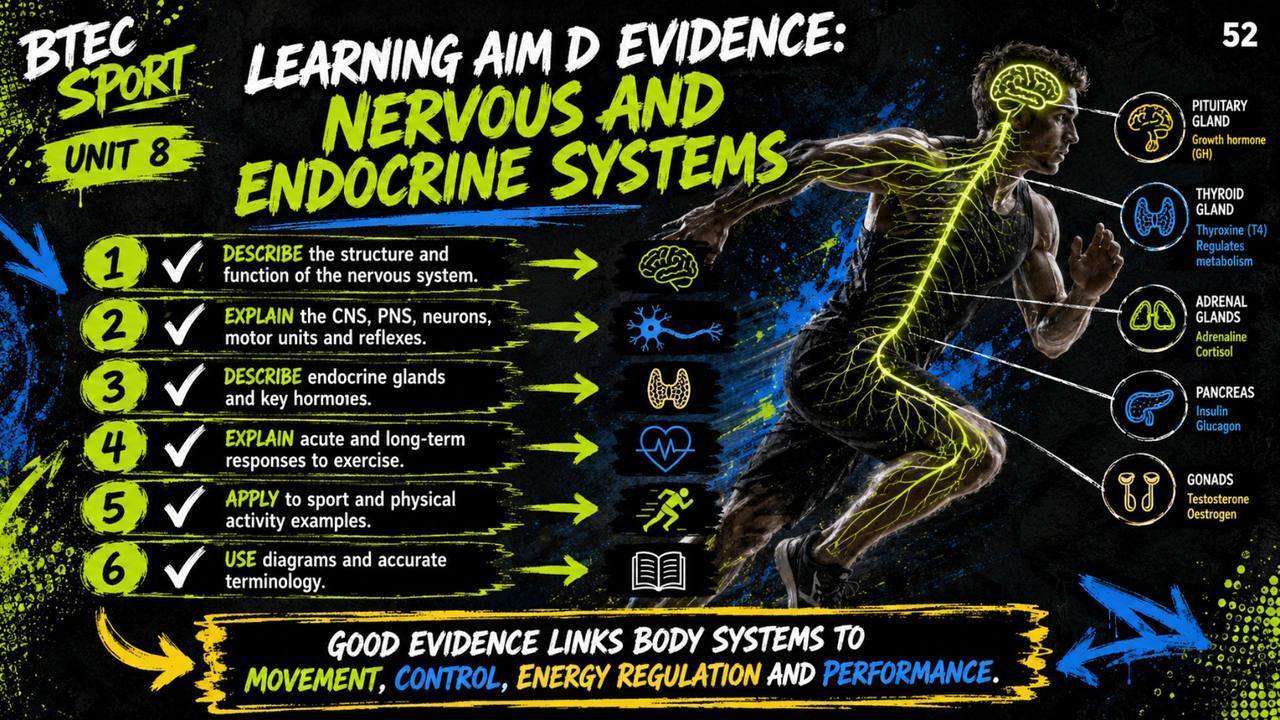 BTEC
SPORT
UNIT 8
LEARNING AIM D EVIDENCE:
NERVOUS AND
ENDOCRINE SYSTEMS
52
1
DESCRIBE the structure and
function of the nervous system.
2
EXPLAIN the CNS, PNS, neurons,
motor units and reflexes.
3
DESCRIBE endocrine glands
and key hormones.
4
EXPLAIN acute and long-term
responses to exercise.
5
APPLY to sport and physical
activity examples.
6
USE diagrams and accurate
terminology.
PITUITARY
GLAND
Growth hormone
(GH)
THYROID
GLAND
Thyroxine (T4)
Regulates
metabolism
ADRENAL
GLANDS
Adrenaline
Cortisol
PANCREAS
Insulin
Glucagon
GONADS
Testosterone
Oestrogen
GOOD EVIDENCE LINKS BODY SYSTEMS TO
MOVEMENT, CONTROL, ENERGY REGULATION AND PERFORMANCE.